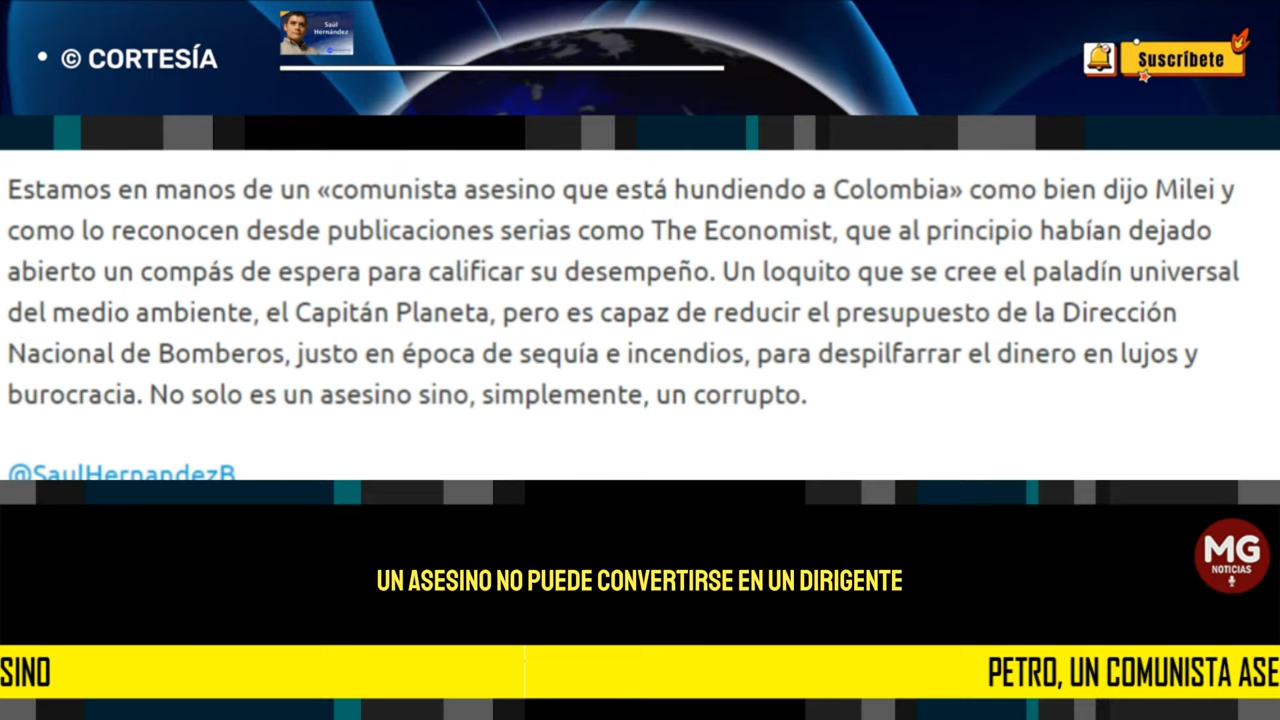 • © CORTESÍA
Saúl
Hernández
Suscríbete
Estamos en manos de un «comunista asesino que está hundiendo a Colombia» como bien dijo Milei y
como lo reconocen desde publicaciones serias como The Economist, que al principio habían dejado
abierto un compás de espera para calificar su desempeño. Un loquito que se cree el paladín universal
del medio ambiente, el Capitán Planeta, pero es capaz de reducir el presupuesto de la Dirección
Nacional de Bomberos, justo en época de sequía e incendios, para despilfarrar el dinero en lujos y
burocracia. No solo es un asesino sino, simplemente, un corrupto.
@SaulHernandezB
MG
NOTICIAS
UN ASESINO NO PUEDE CONVERTIRSE EN UN DIRIGENTE
SINO
PETRO, UN COMUNISTA ASE